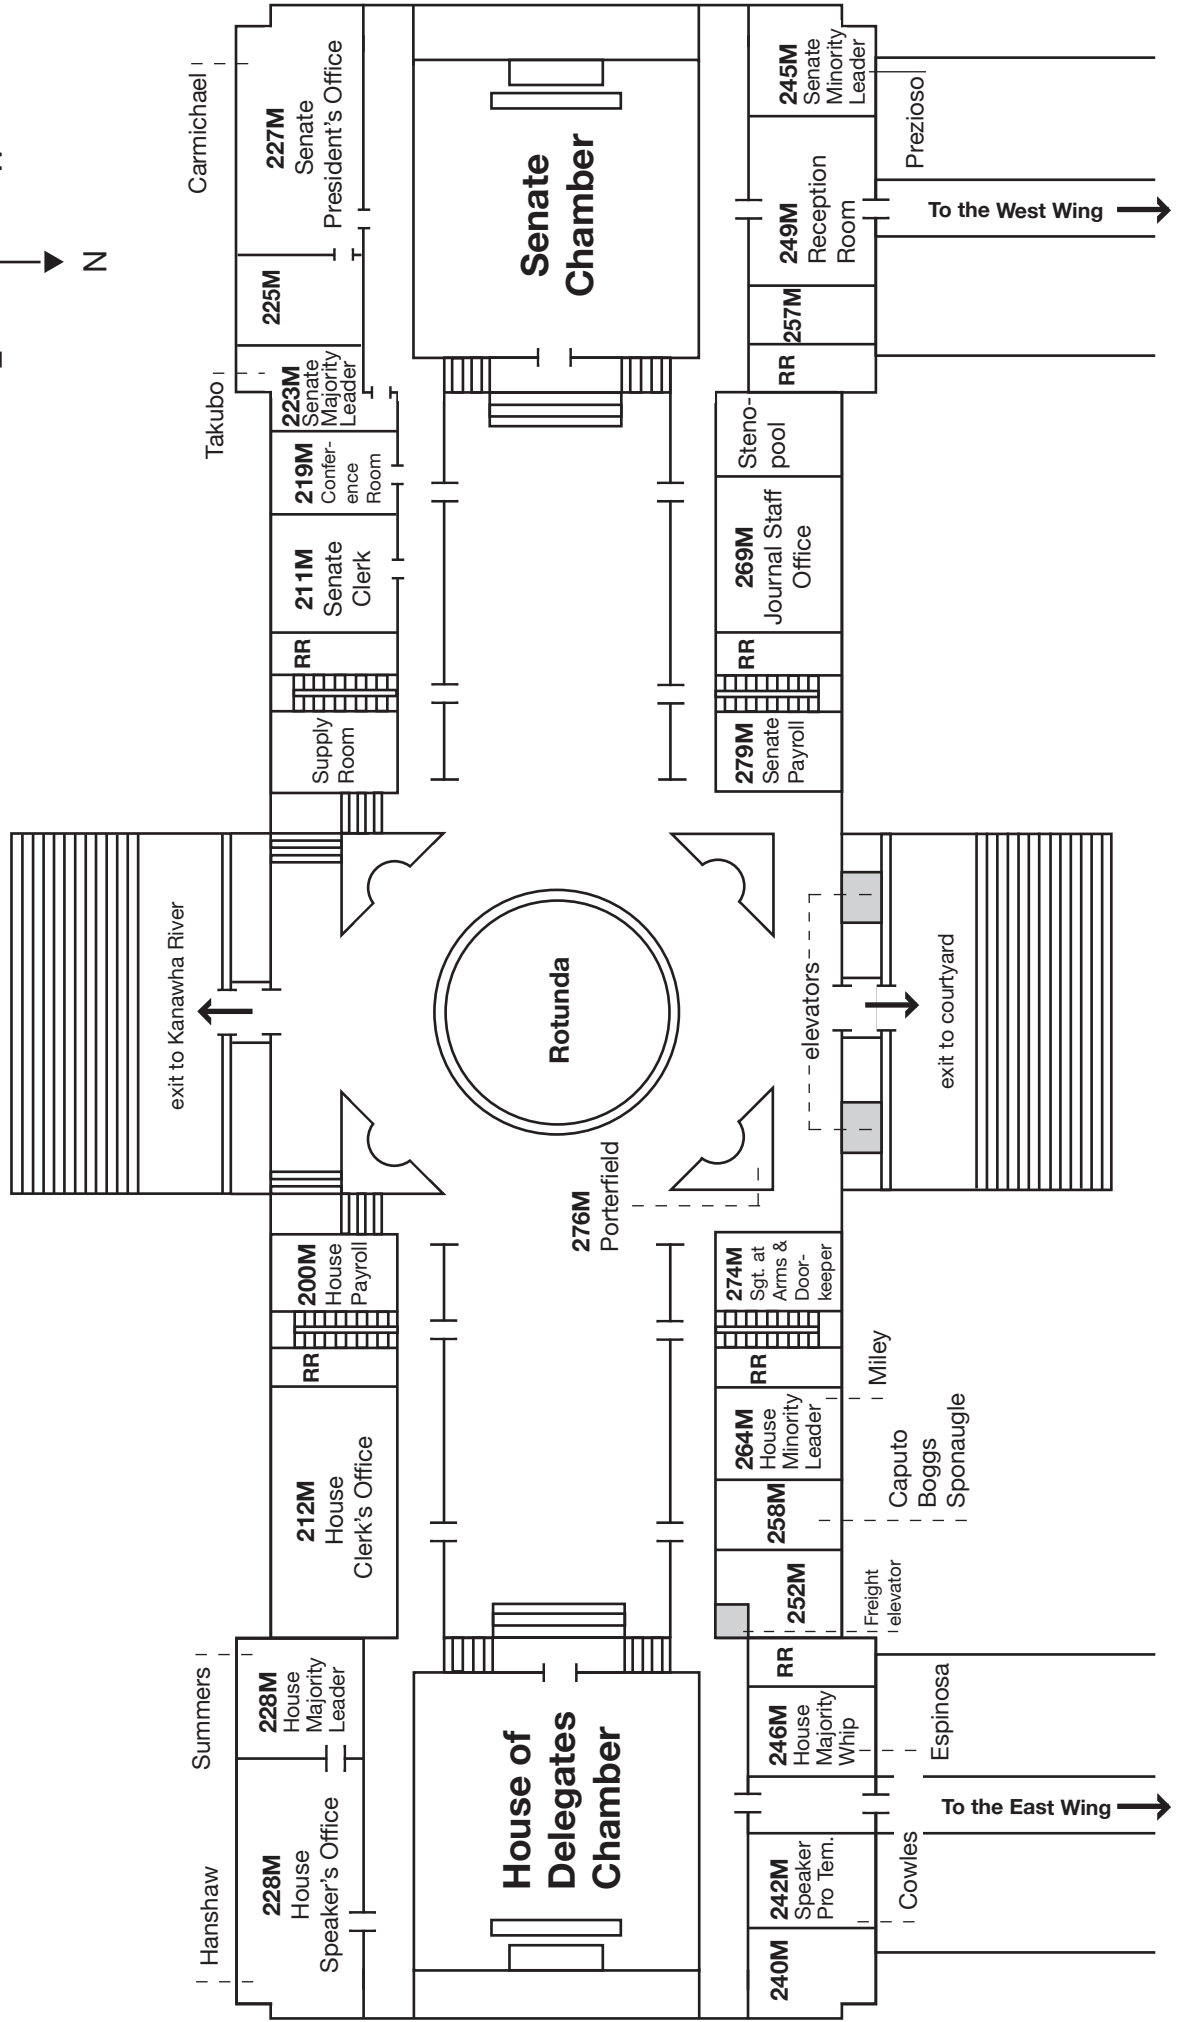 N
Carmichael
227M
Senate
President's Office
225M
Takubo
223M
Senate
Majority
Leader
219M
Confer-
ence
Room
211M
Senate
Clerk
RR
Supply
Room
Senate
Chamber
245M
Senate
Minority
Leader
Prezioso
249M
Reception
Room
To the West Wing
257M
RR
Steno-
pool
269M
Journal Staff
Office
RR
279M
Senate
Payroll
exit to Kanawha River
Rotunda
elevators
exit to courtyard
276M
Porterfield
200M
House
Payroll
RR
212M
House
Clerk's Office
274M
Sgt. at
Arms &
Door-
keeper
RR
Miley
264M
House
Minority
Leader
258M
Caputo
Boggs
Sponaugle
252M
Freight
elevator
Summers
228M
House
Majority
Leader
Hanshaw
228M
House
Speaker's Office
House of
Delegates
Chamber
RR
246M
House
Majority
Whip
Espinosa
To the East Wing
242M
Speaker
Pro Tem.
Cowles
240M